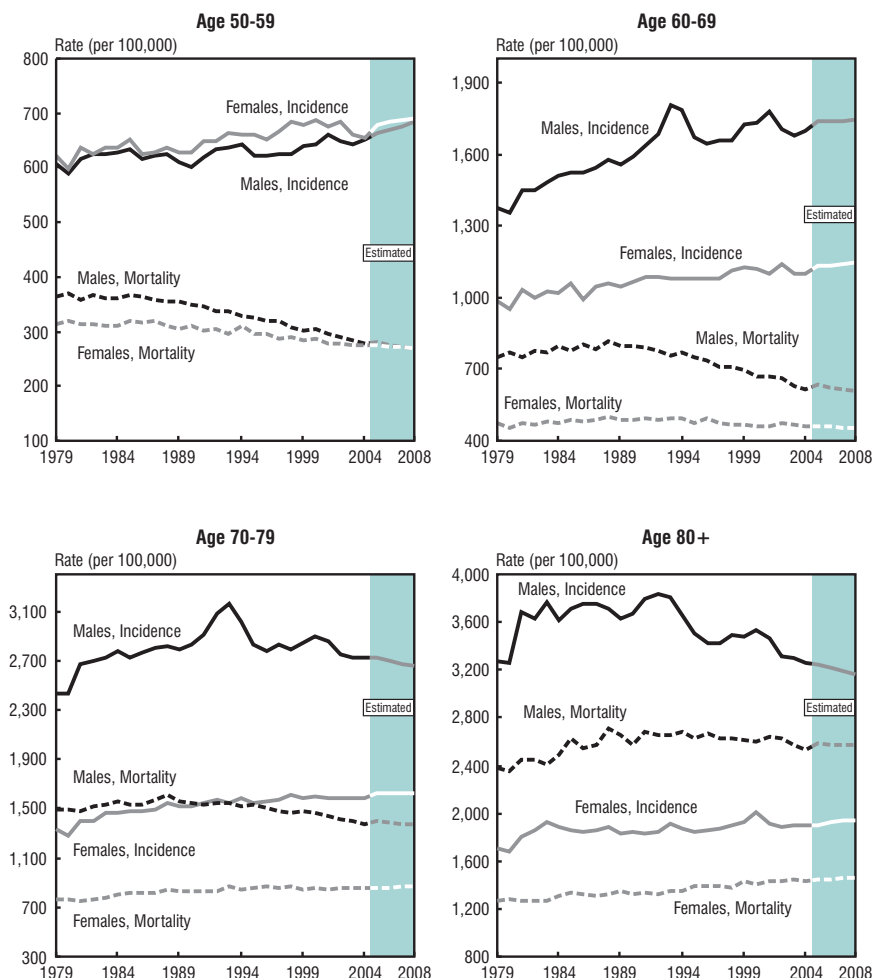 Age 50-59
Rate (per 100,000)
800
700
600
500
400
300
200
100
Females, Incidence
Males, Incidence
Estimated
Males, Mortality
Females, Mortality
1979 1984 1989 1994 1999 2004 2008
Age 60-69
Rate (per 100,000)
1,900
1,600
1,300
1,000
700
400
Males, Incidence
Estimated
Females, Incidence
Males, Mortality
Females, Mortality
1979 1984 1989 1994 1999 2004 2008
Age 70-79
Rate (per 100,000)
3,100
2,700
2,300
1,900
1,500
1,100
700
300
Males, Incidence
Estimated
Males, Mortality
Females, Incidence
Females, Mortality
1979 1984 1989 1994 1999 2004 2008
Age 80+
Rate (per 100,000)
4,000
3,600
3,200
2,800
2,400
2,000
1,600
1,200
800
Males, Incidence
Estimated
Males, Mortality
Females, Incidence
Females, Mortality
1979 1984 1989 1994 1999 2004 2008